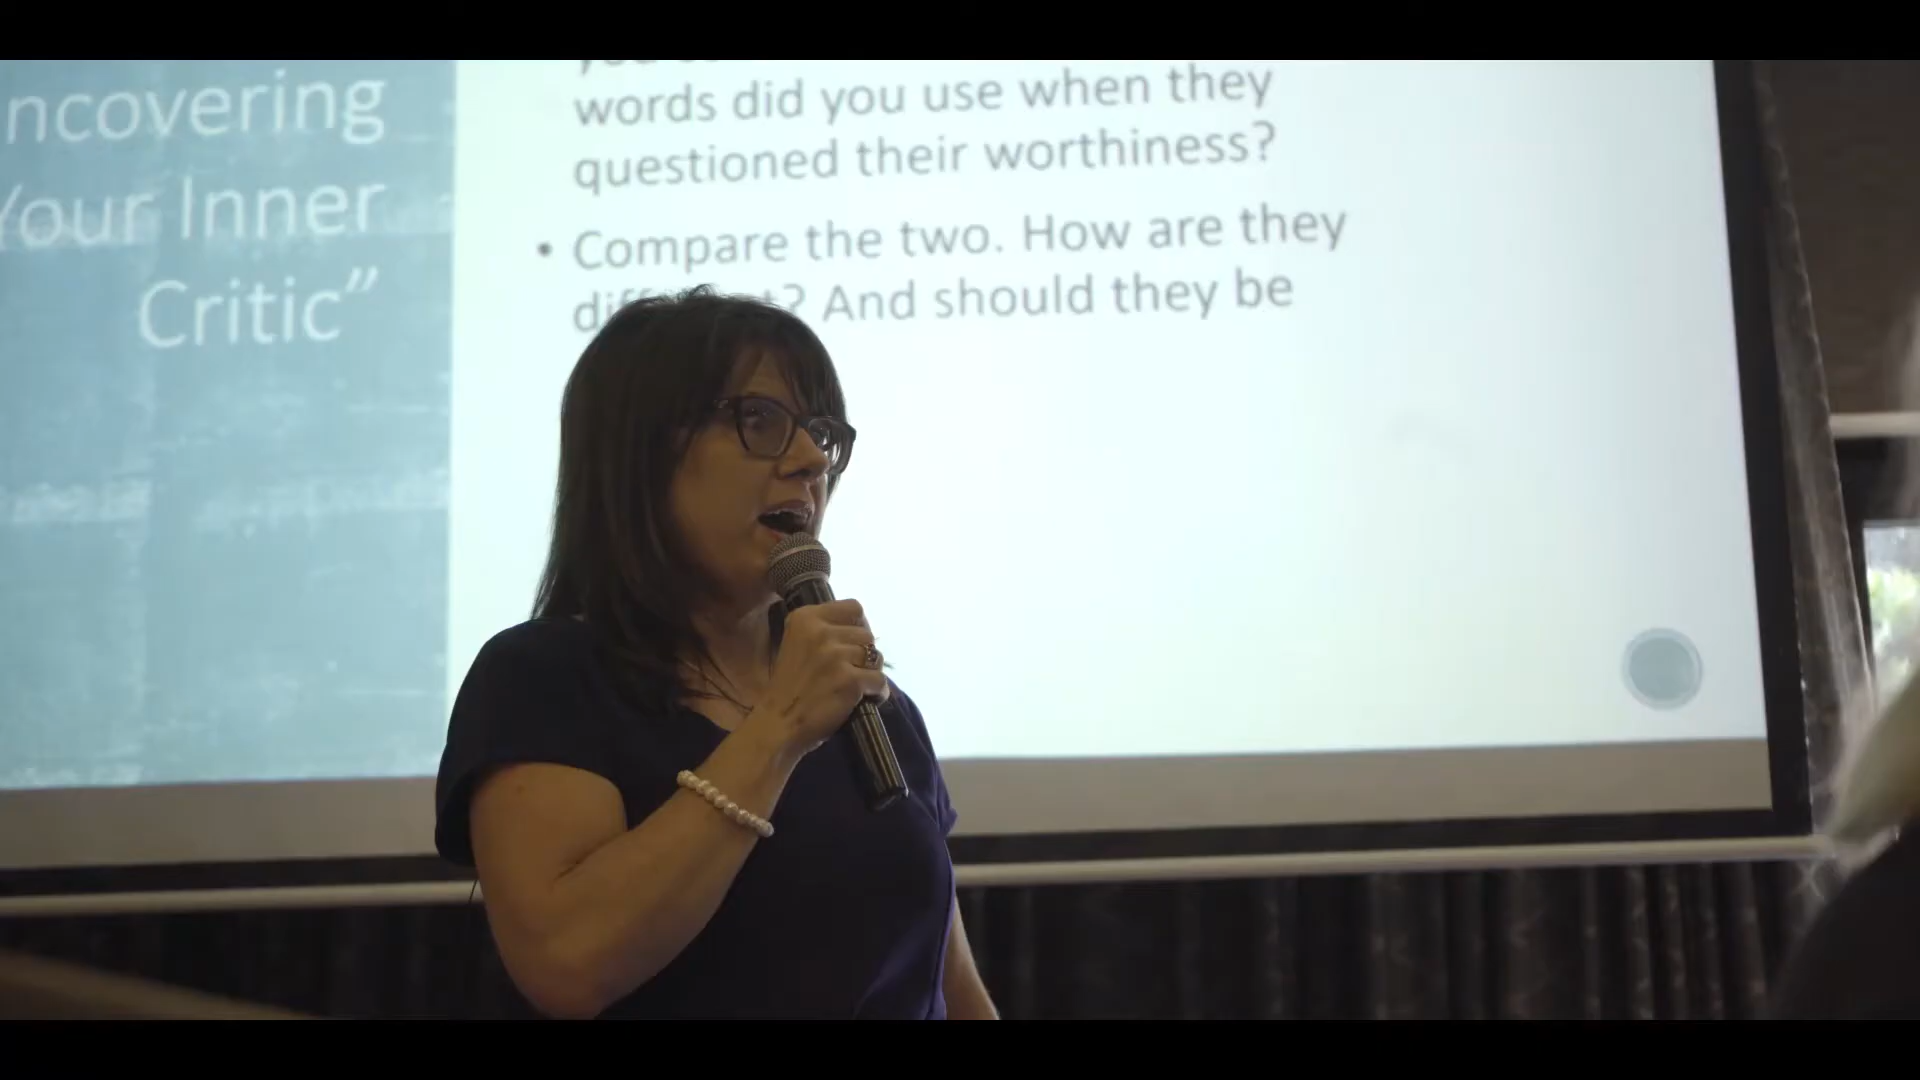 ncovering
Your Inner
Critic”
words did you use when they
questioned their worthiness?
• Compare the two. How are they
And should they be